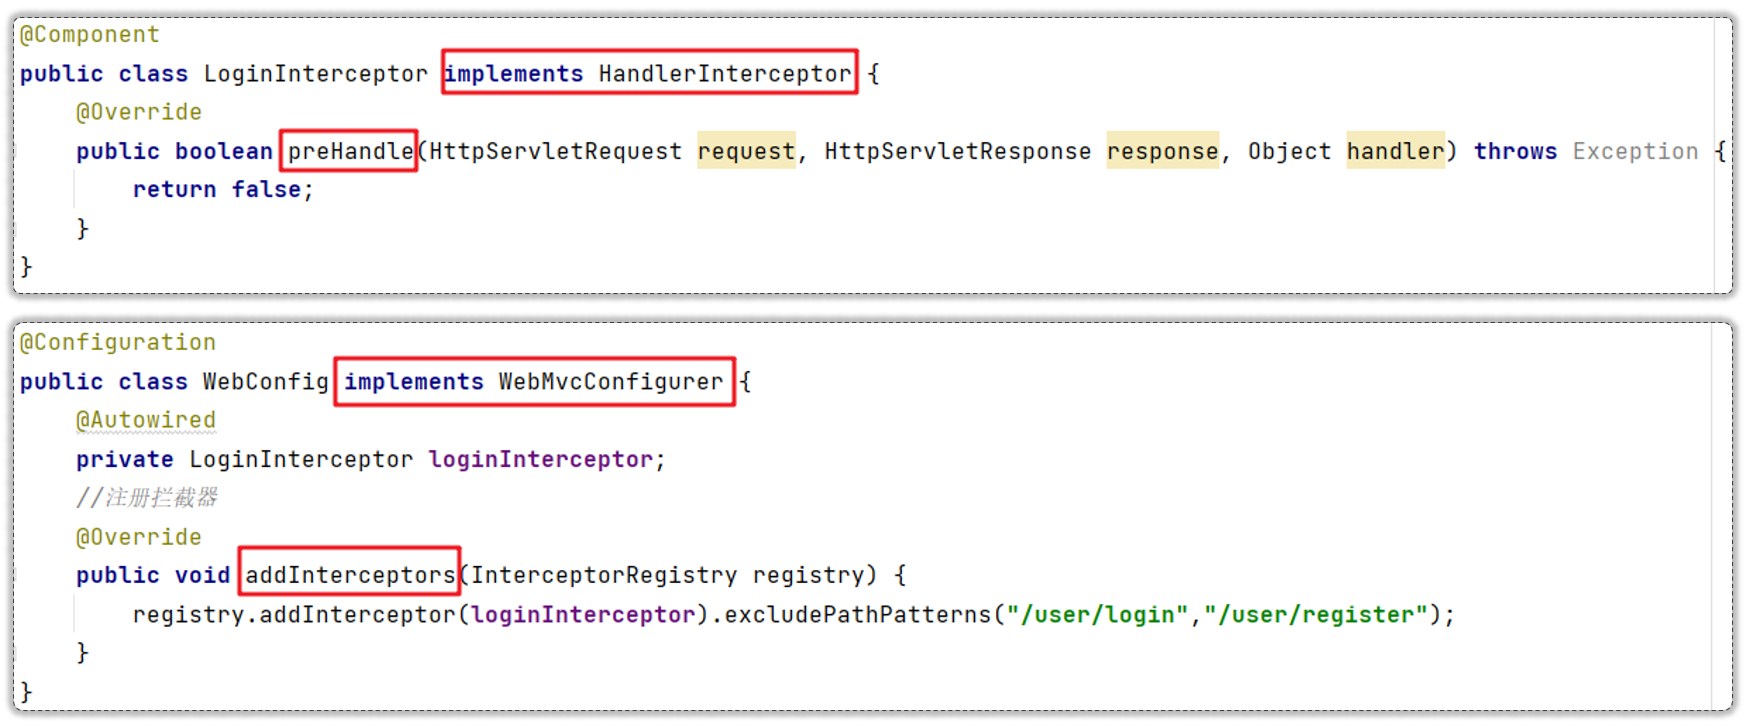 @Component
public class LoginInterceptor implements HandlerInterceptor {
@Override
public boolean preHandle(HttpServletRequest request, HttpServletResponse response, Object handler) throws Exception {
return false;
}
}
@Configuration
public class WebConfig implements WebMvcConfigurer {
@Autowired
private LoginInterceptor loginInterceptor;
//注册拦截器
@Override
public void addInterceptors(InterceptorRegistry registry) {
registry.addInterceptor(loginInterceptor).excludePathPatterns("/user/login","/user/register");
}
}